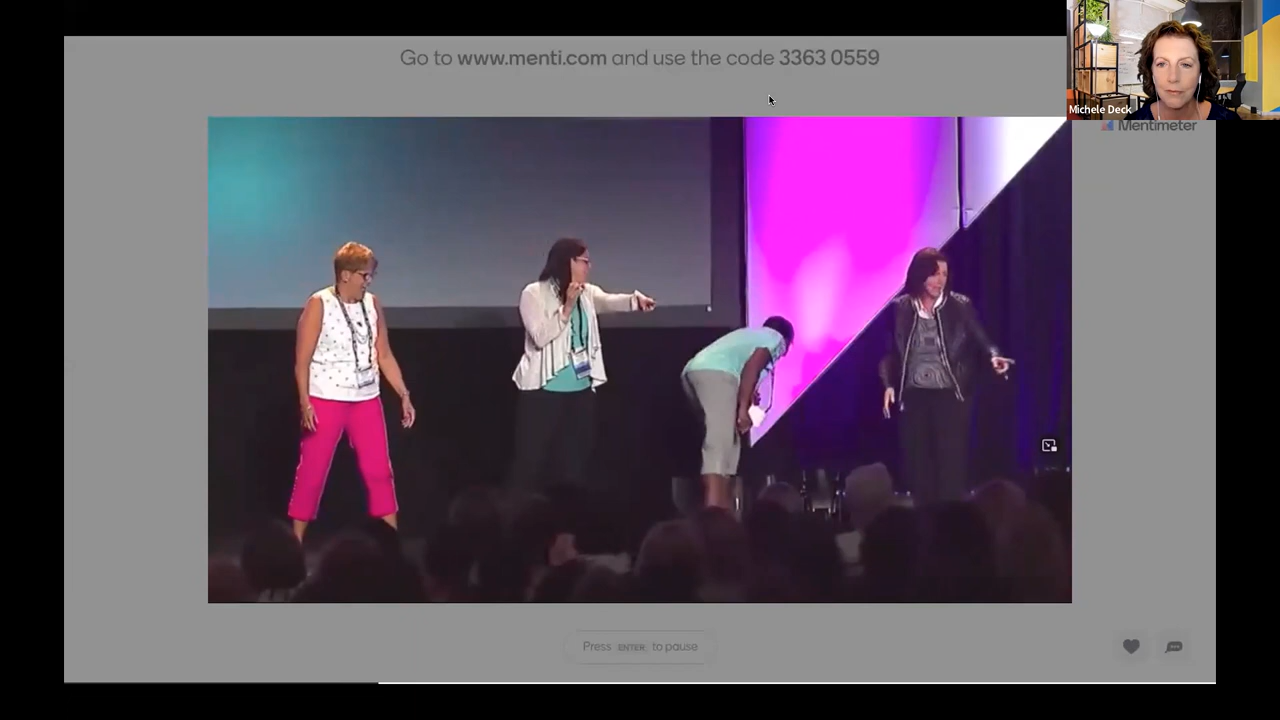 Go to www.menti.com and use the code 3363 0559
Michele Deck
Mentimeter
Press ENTER to pause